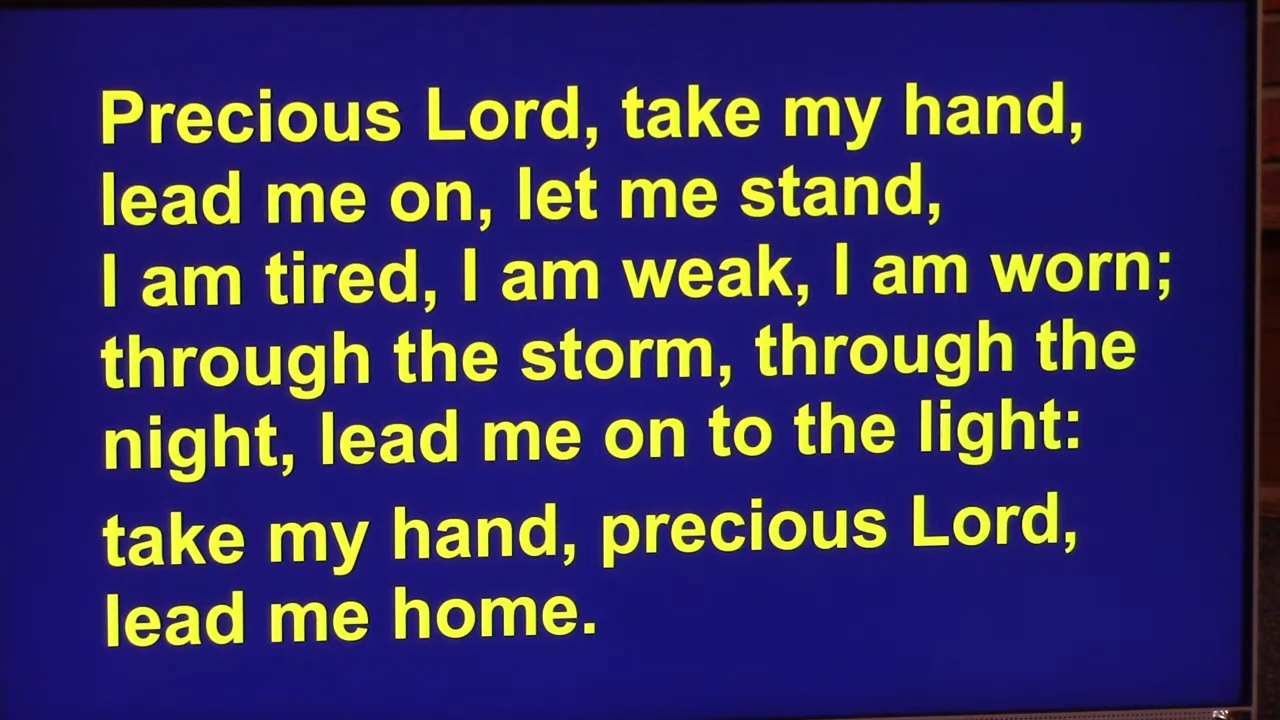 Precious Lord, take my hand,
lead me on, let me stand,
I am tired, I am weak, I am worn;
through the storm, through the
night, lead me on to the light:
take my hand, precious Lord,
lead me home.